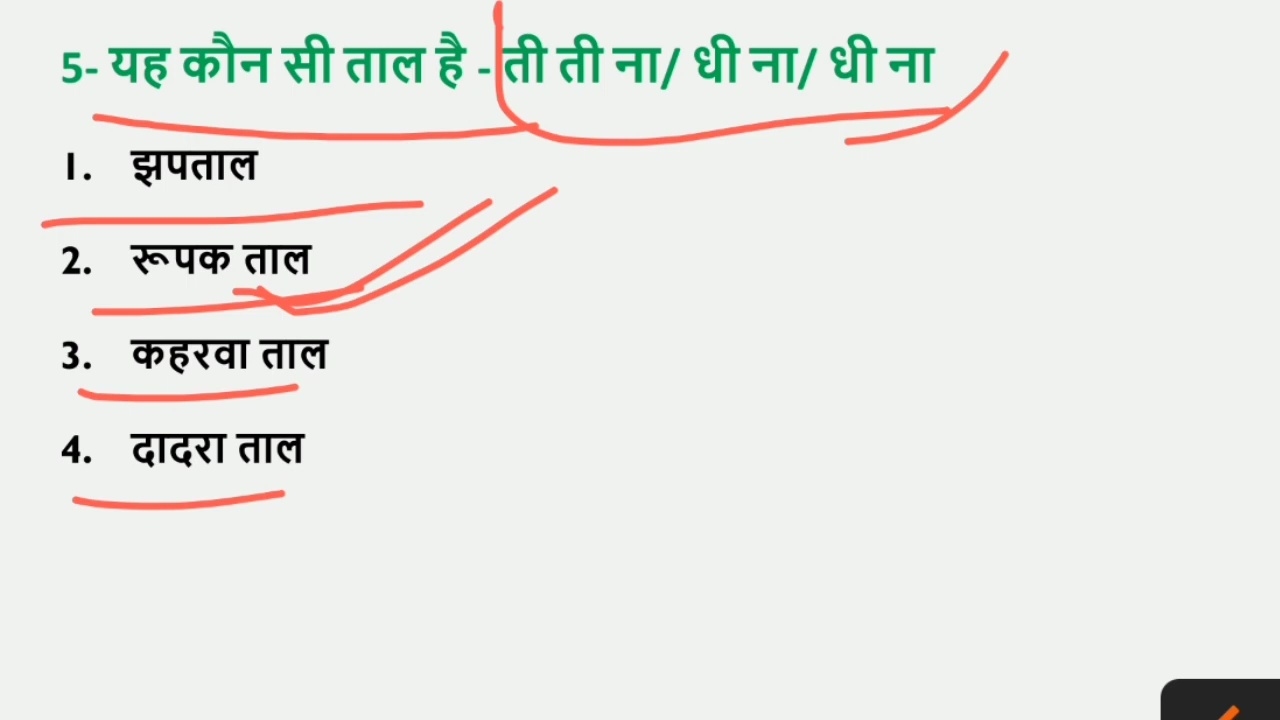 5- यह कौन सी ताल है - ती ती ना/ धी ना/ धी ना
1. झपताल
2. रूपक ताल
3. कहरवा ताल
4. दादरा ताल